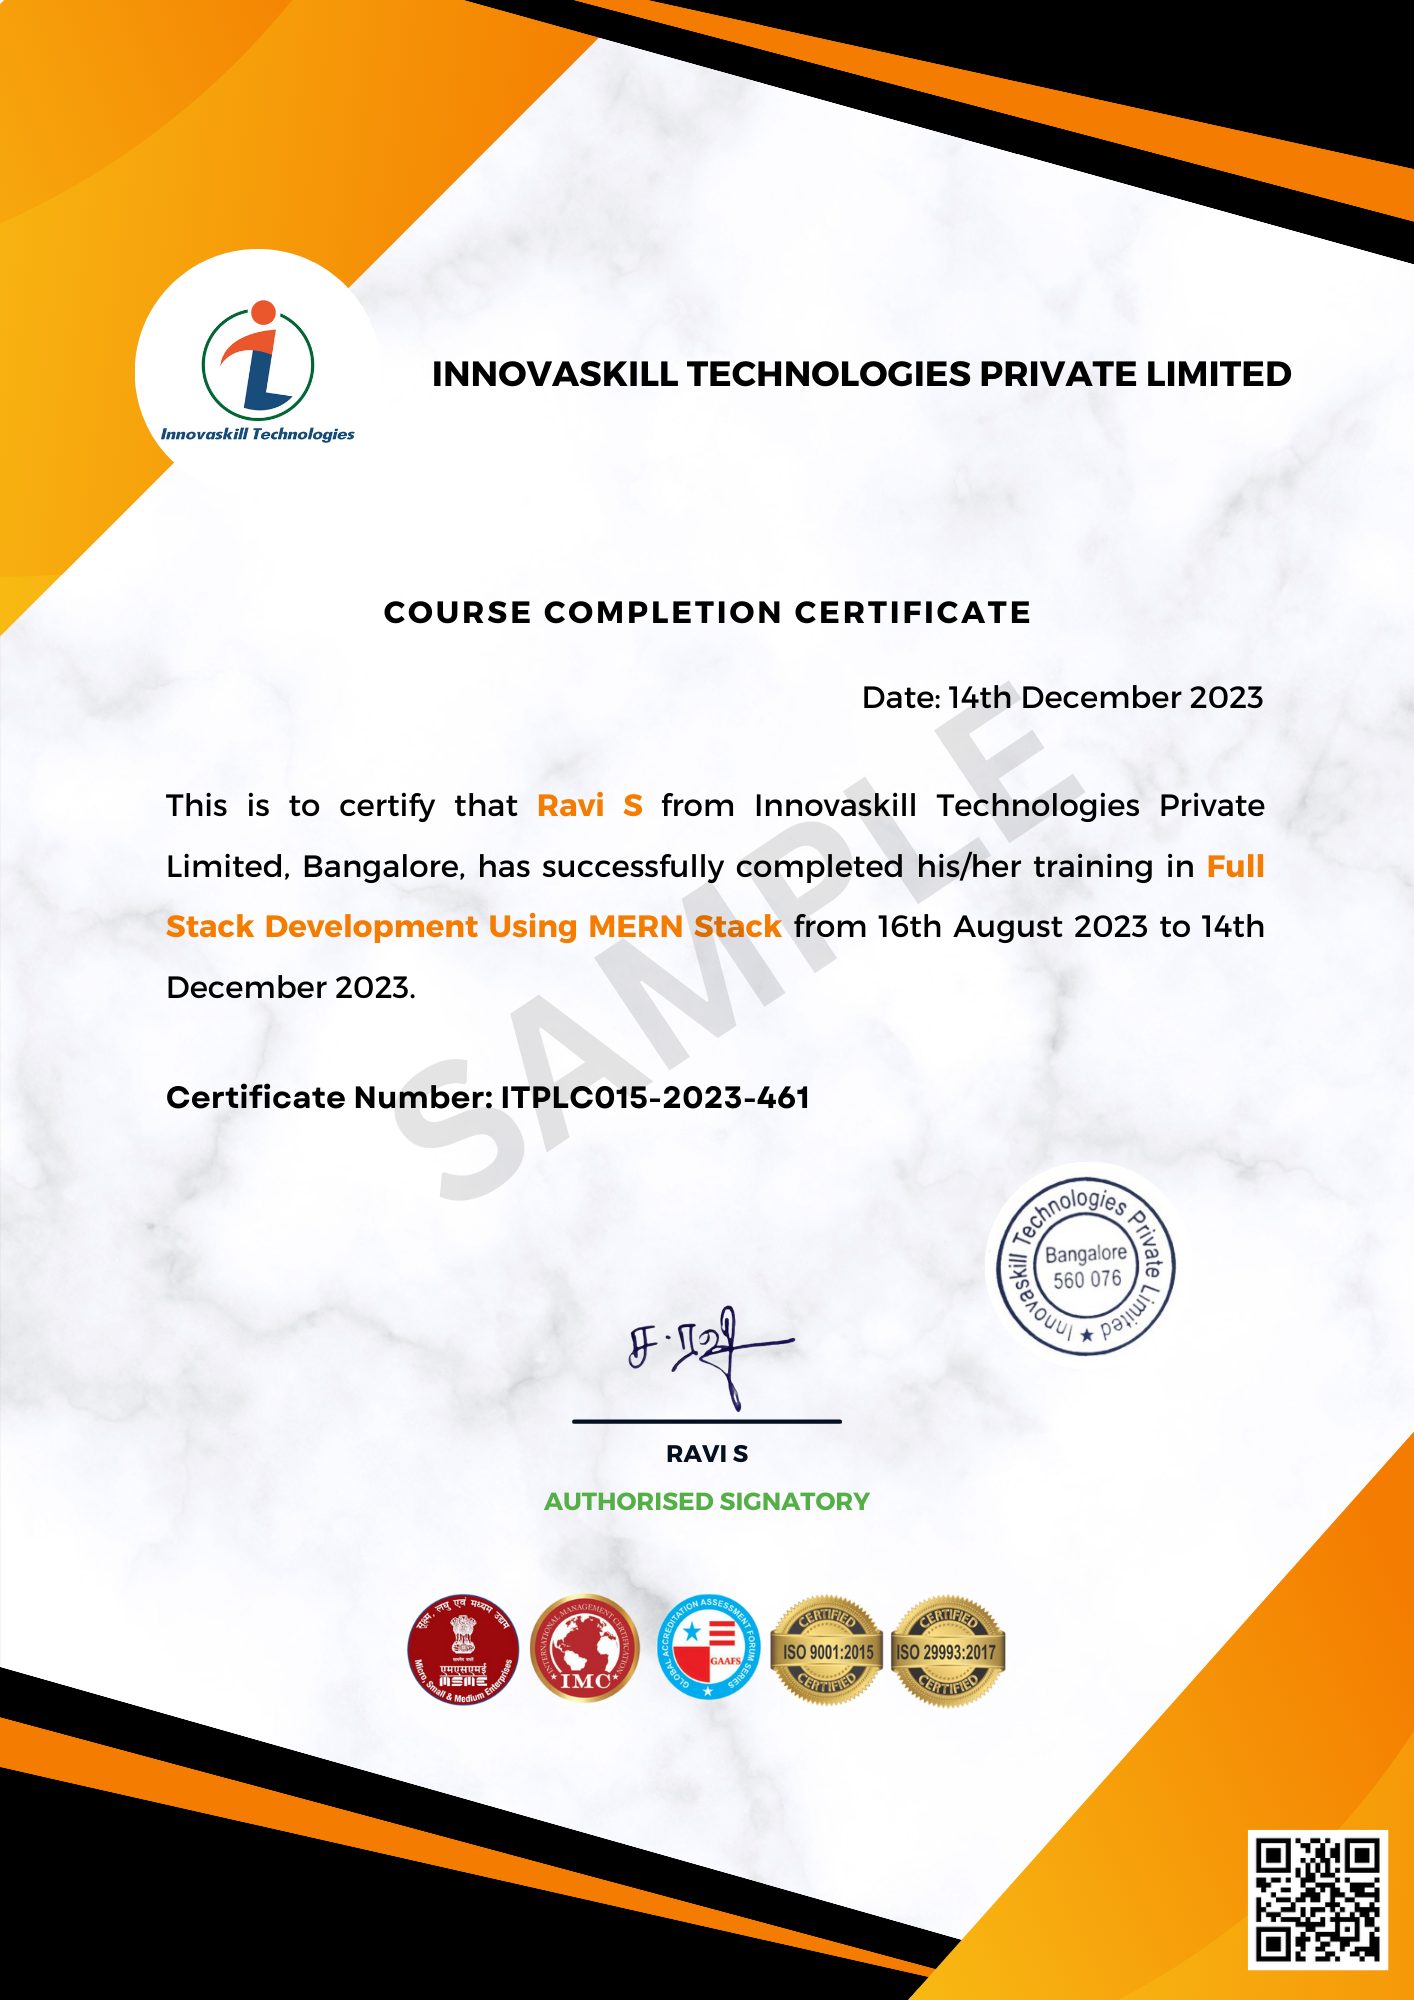 Innovaskill Technologies
INNOVASKILL TECHNOLOGIES PRIVATE LIMITED
COURSE COMPLETION CERTIFICATE
Date: 14th December 2023
This is to certify that Ravi S from Innovaskill Technologies Private
Limited, Bangalore, has successfully completed his/her training in Full
Stack Development Using MERN Stack from 16th August 2023 to 14th
December 2023.
SAMPLE
Certificate Number: ITPLC015-2023-461
Innovaskill Technologies Private Limited ★
Bangalore
560 076
ச.ரவி
RAVI S
AUTHORISED SIGNATORY
सूक्ष्म, लघु एवं मध्यम उद्यम
सत्यमेव जयते
एमएसएमई
MSME
Micro, Small & Medium Enterprises
INTERNATIONAL MANAGEMENT CERTIFICATION
IMC
GLOBAL ACCREDITATION ASSESSMENT FORUM SERIES
GAAFS
CERTIFIED
ISO 9001:2015
CERTIFIED
CERTIFIED
ISO 29993:2017
CERTIFIED